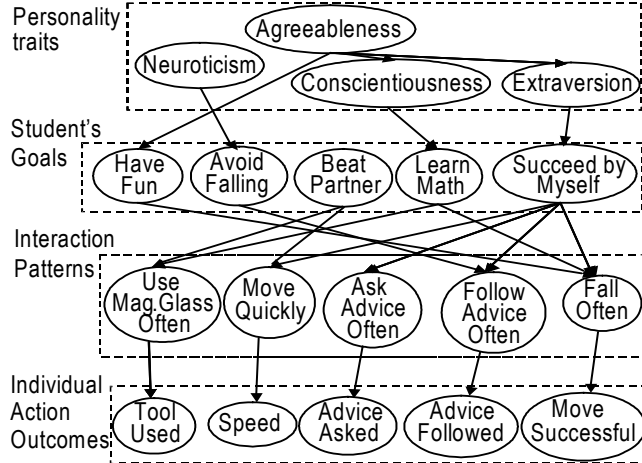 Personality
traits
Agreeableness
Neuroticism
Conscientiousness
Extraversion
Student's
Goals
Have
Fun
Avoid
Falling
Beat
Partner
Learn
Math
Succeed by
Myself
Interaction
Patterns
Use
Mag.Glass
Often
Move
Quickly
Ask
Advice
Often
Follow
Advice
Often
Fall
Often
Individual
Action
Outcomes
Tool
Used
Speed
Advice
Asked
Advice
Followed
Move
Successful